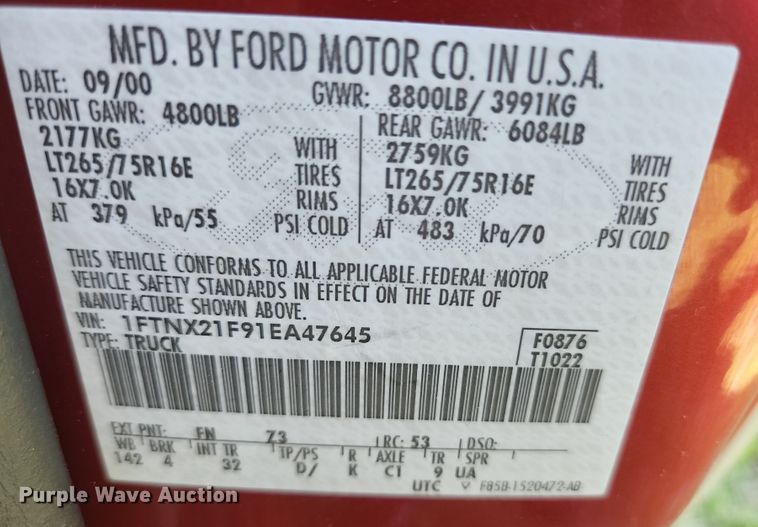 MFD. BY FORD MOTOR CO. IN U.S.A.
DATE: 09/00 GVWR: 8800LB/ 3991KG
FRONT GAWR: 4800LB REAR GAWR: 6084LB
2177KG WITH 2759KG WITH
LT265/75R16E TIRES LT265/75R16E TIRES
16X7.0K RIMS 16X7.0K RIMS
AT 379 kPa/55 PSI COLD AT 483 kPa/70 PSI COLD
THIS VEHICLE CONFORMS TO ALL APPLICABLE FEDERAL MOTOR
VEHICLE SAFETY STANDARDS IN EFFECT ON THE DATE OF
MANUFACTURE SHOWN ABOVE.
VIN: 1FTNX21F91EA47645 F0876
TYPE: TRUCK T1022
EXT PNT: FN 73 RC: 53 DSO:
WB BRK INT TR TP/PS R AXLE TR SPR
142 4 32 D/ K C1 9 UA
UTC V F85B-1520472-AB
Purple Wave Auction